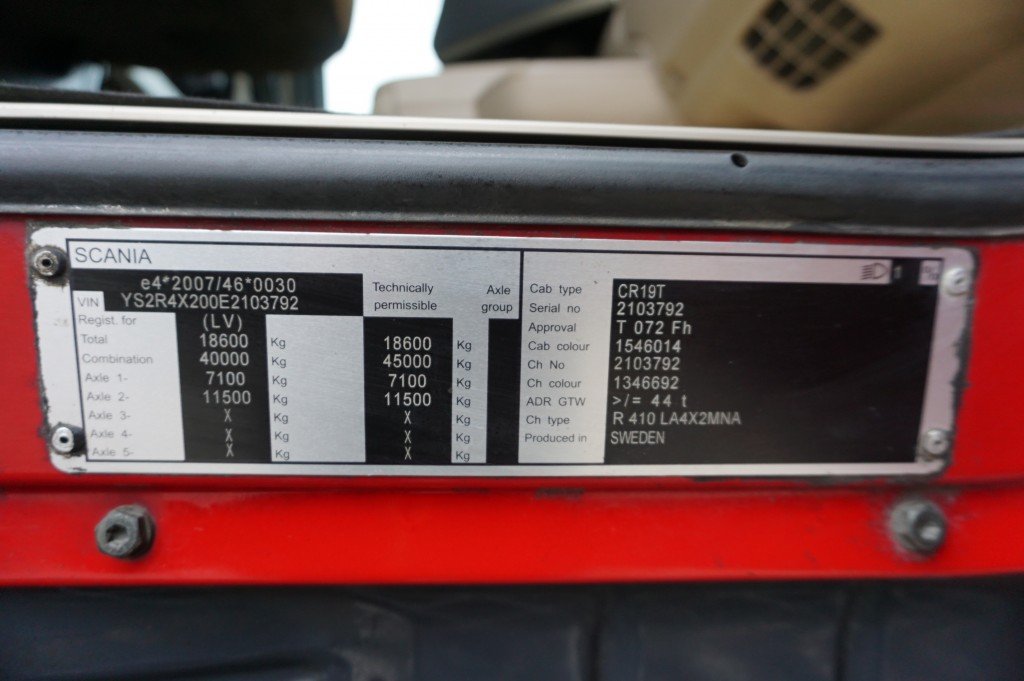 SCANIA
e4*2007/46*0030
VIN YS2R4X200E2103792
Technically permissible
Axle group
Regist. for (LV)
Total 18600 Kg 18600 Kg
Combination 40000 Kg 45000 Kg
Axle 1- 7100 Kg 7100 Kg
Axle 2- 11500 Kg 11500 Kg
Axle 3- X Kg X Kg
Axle 4- X Kg X Kg
Axle 5- X Kg X Kg
1
Cab type CR19T
Serial no 2103792
Approval T 072 Fh
Cab colour 1546014
Ch No 2103792
Ch colour 1346692
ADR GTW >/= 44 t
Ch type R 410 LA4X2MNA
Produced in SWEDEN